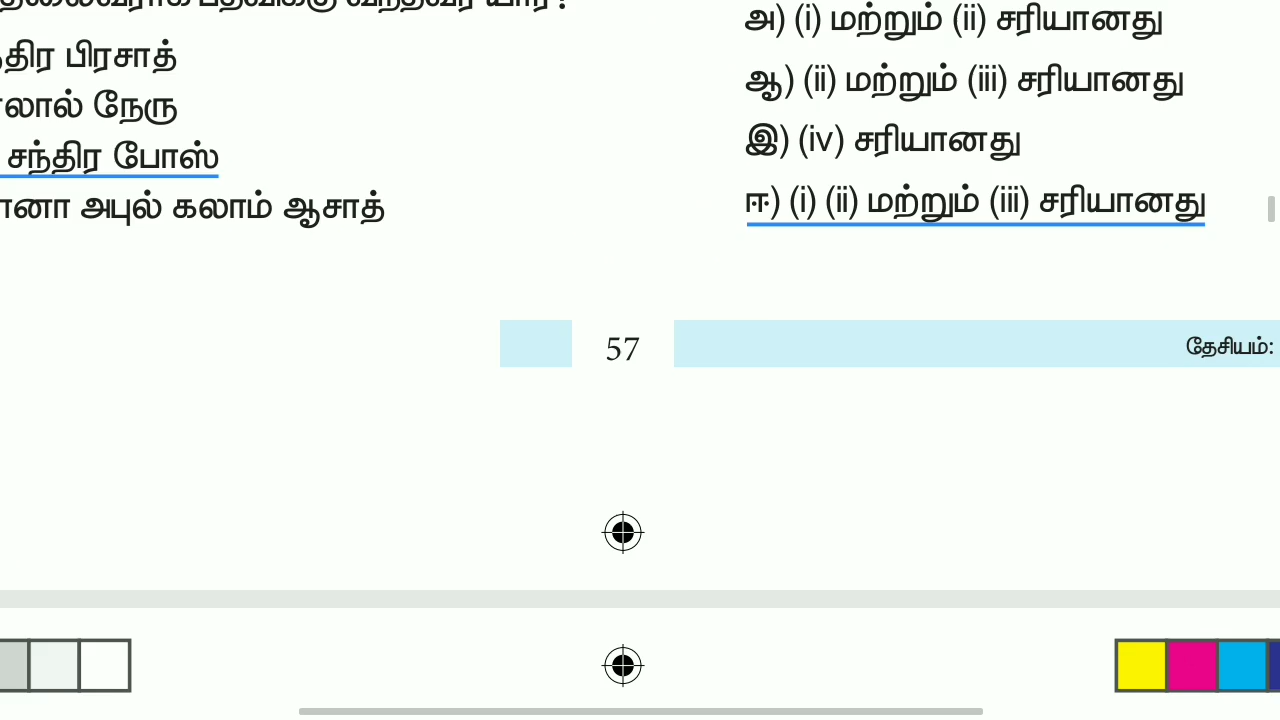 பிரசாத்
நேரு
சந்திர போஸ்
அபுல் கலாம் ஆசாத்
அ) (i) மற்றும் (ii) சரியானது
ஆ) (ii) மற்றும் (iii) சரியானது
இ) (iv) சரியானது
ஈ) (i) (ii) மற்றும் (iii) சரியானது
57
தேசியம்: